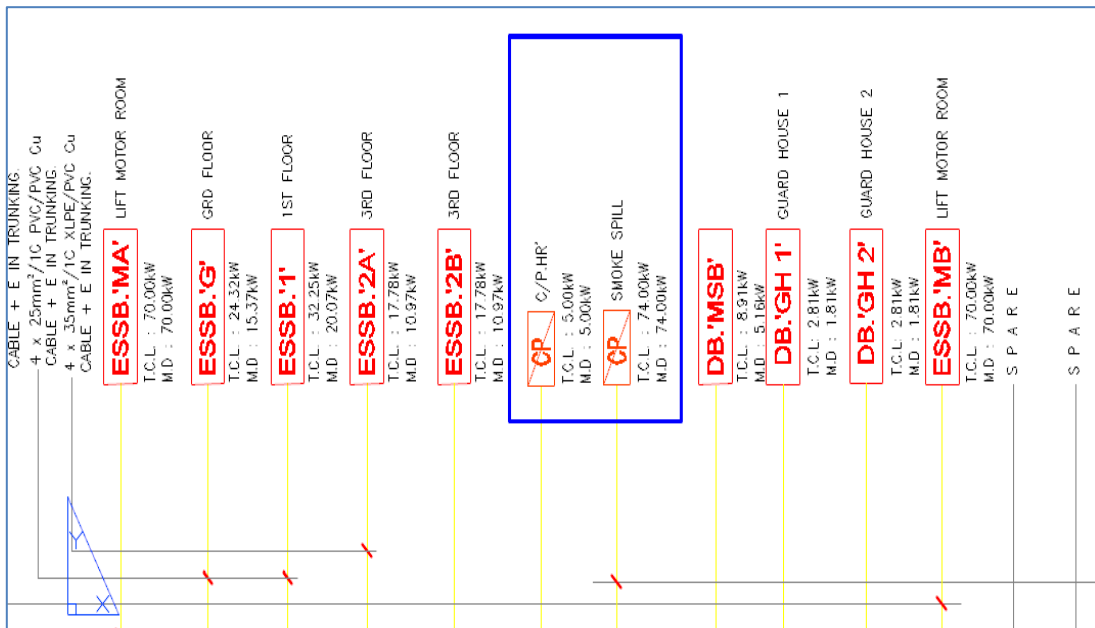 CABLE + E IN TRUNKING.
4 x 25mm²/1C PVC/PVC Cu
CABLE + E IN TRUNKING.
4 x 35mm²/1C XLPE/PVC Cu
CABLE + E IN TRUNKING.
ESSB.'MA'
LIFT MOTOR ROOM
T.C.L. : 70.00kW
M.D : 70.00kW
ESSB.'G'
GRD FLOOR
T.C.L : 24.32kW
M.D : 15.37kW
ESSB.'1'
1ST FLOOR
T.C.L : 32.25kW
M.D : 20.07kW
ESSB.'2A'
3RD FLOOR
T.C.L : 17.78kW
M.D : 10.97kW
ESSB.'2B'
3RD FLOOR
T.C.L : 17.78kW
M.D : 10.97kW
CP
C/P.HR'
T.C.L : 5.00kW
M.D : 5.00kW
CP
SMOKE SPILL
T.C.L : 74.00kW
M.D : 74.00kW
DB.'MSB'
T.C.L : 8.91kW
M.D : 5.16kW
DB.'GH 1'
GUARD HOUSE 1
T.C.L : 2.81kW
M.D : 1.81kW
DB.'GH 2'
GUARD HOUSE 2
T.C.L : 2.81kW
M.D : 1.81kW
ESSB.'MB'
LIFT MOTOR ROOM
T.C.L : 70.00kW
M.D : 70.00kW
S P A R E
S P A R E
Y
X